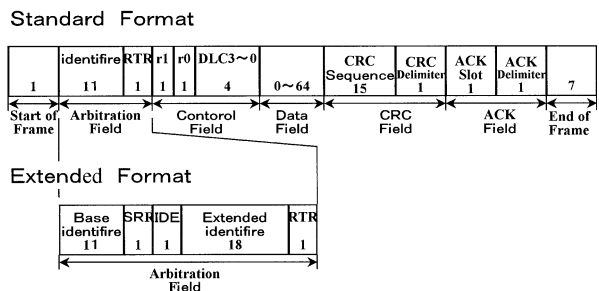 Standard Format
identifire RTR r1 r0 DLC3～0 CRC Sequence CRC Delimiter ACK Slot ACK Delimiter
1 11 1 1 1 4 0～64 15 1 1 1 7
Start of Frame Arbitration Field Contorol Field Data Field CRC Field ACK Field End of Frame
Extended Format
Base identifire SRR IDE Extended identifire RTR
11 1 1 18 1
Arbitration Field